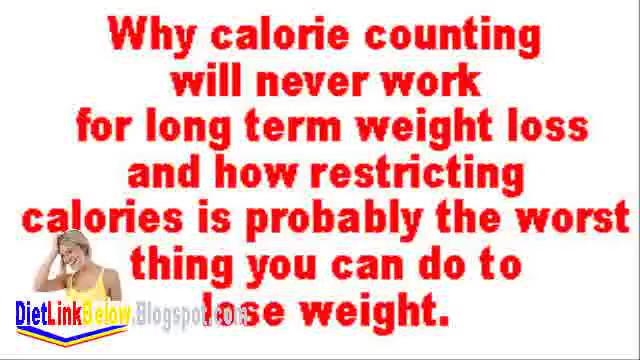 Why calorie counting
will never work
for long term weight loss
and how restricting
calories is probably the worst
thing you can do to
lose weight.
DietLinkBelow.Blogspot.com